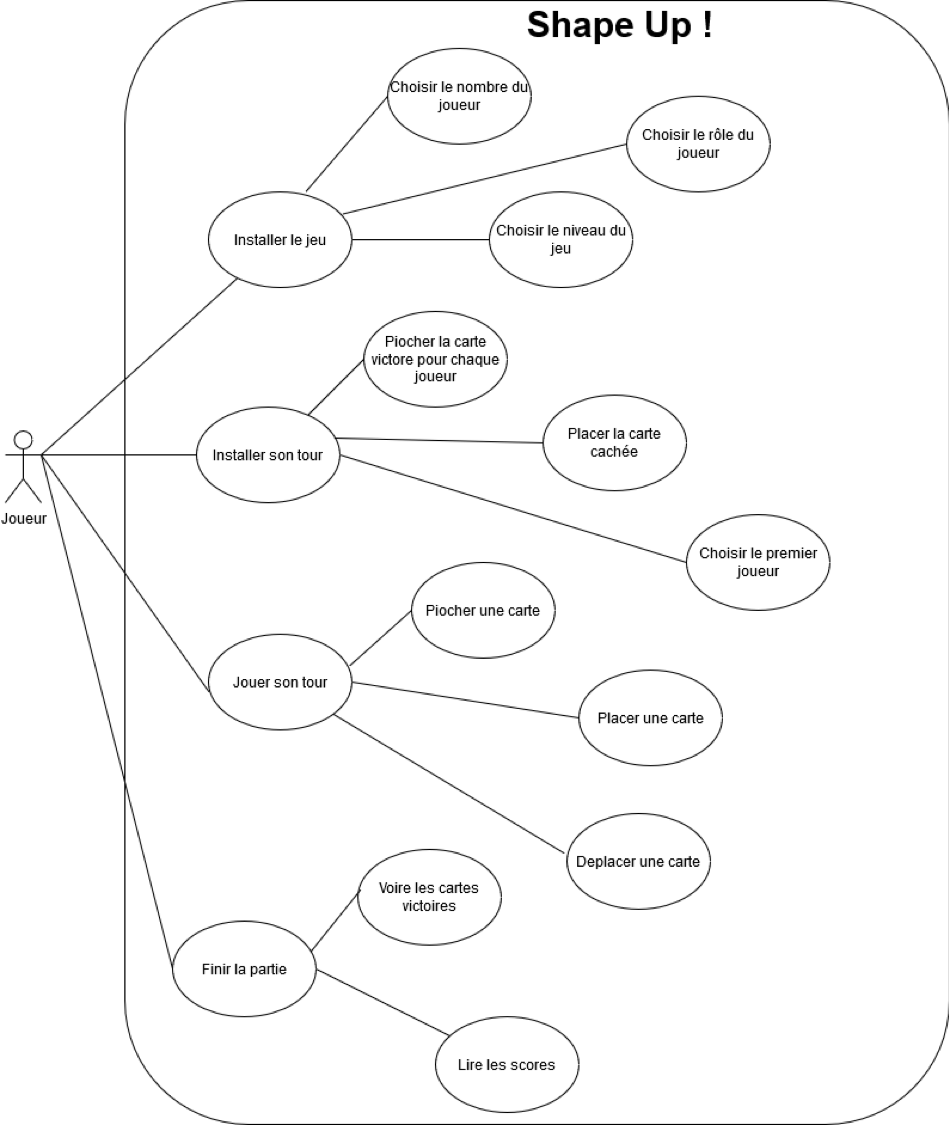 Shape Up !
Choisir le nombre du
joueur
Choisir le rôle du
joueur
Installer le jeu
Choisir le niveau du
jeu
Piocher la carte
victore pour chaque
joueur
Installer son tour
Placer la carte
cachée
Joueur
Choisir le premier
joueur
Piocher une carte
Jouer son tour
Placer une carte
Deplacer une carte
Voire les cartes
victoires
Finir la partie
Lire les scores